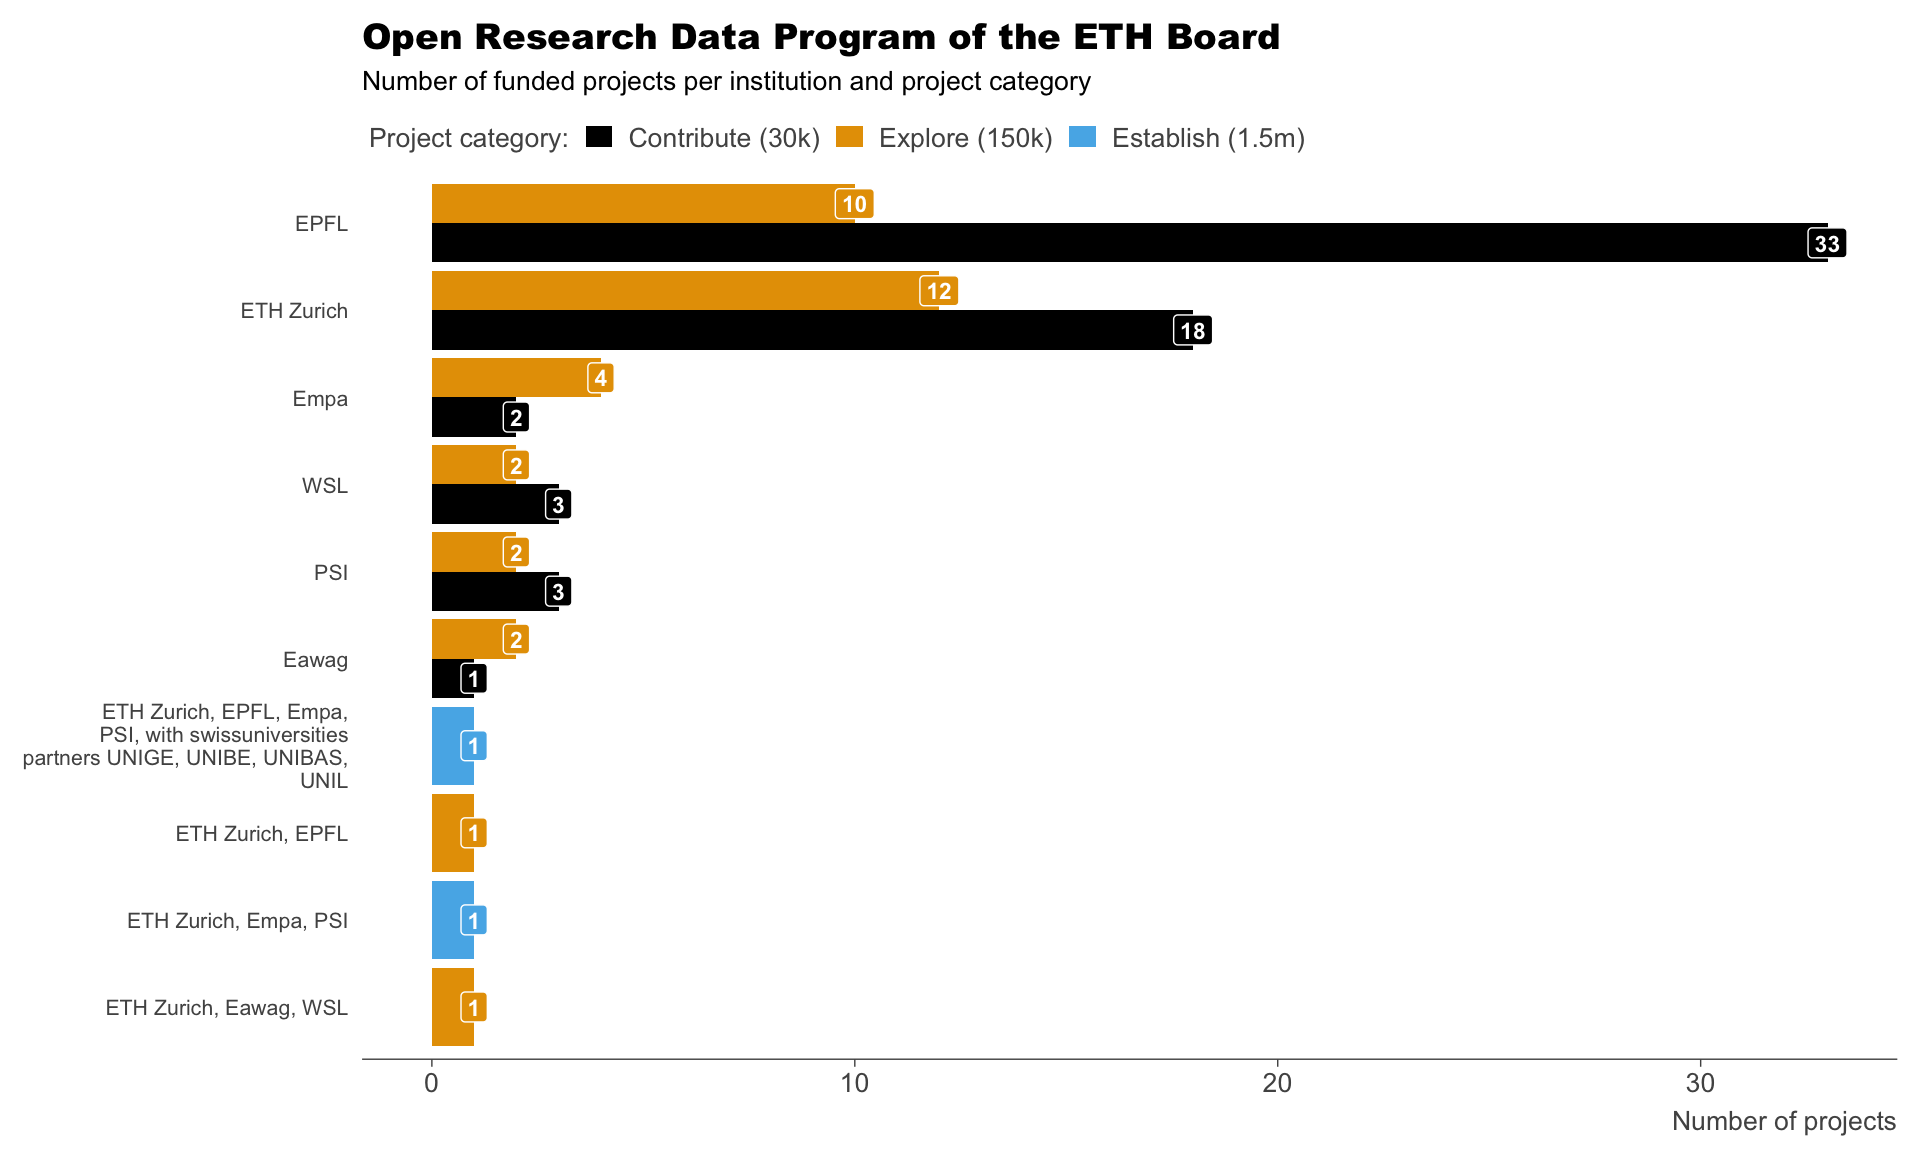 Open Research Data Program of the ETH Board
Number of funded projects per institution and project category
Project category: Contribute (30k) Explore (150k) Establish (1.5m)
EPFL
10
33
ETH Zurich
12
18
Empa
4
2
WSL
2
3
PSI
2
3
Eawag
2
1
ETH Zurich, EPFL, Empa,
PSI, with swissuniversities
partners UNIGE, UNIBE, UNIBAS,
UNIL
1
ETH Zurich, EPFL
1
ETH Zurich, Empa, PSI
1
ETH Zurich, Eawag, WSL
1
0 10 20 30
Number of projects